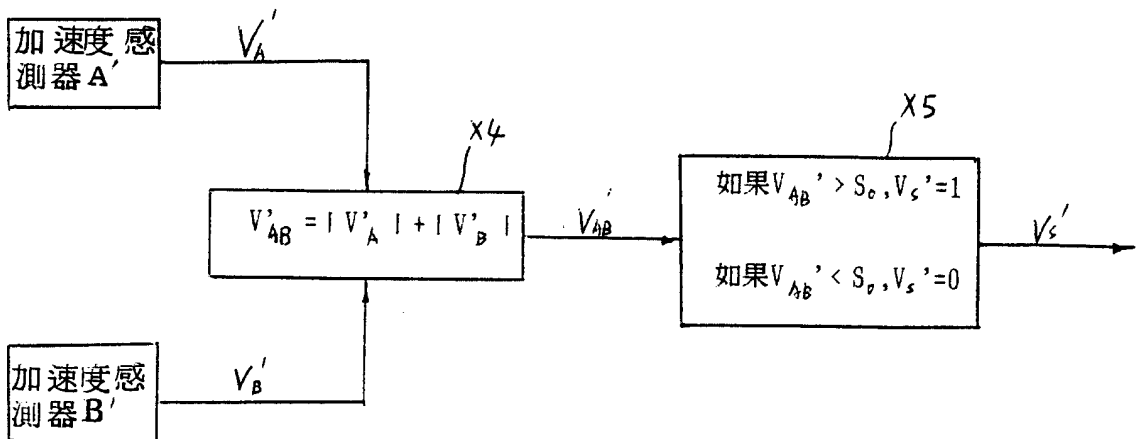 加速度感
測器A'
V_A'
X4
V'_AB = | V'_A | + | V'_B |
V_AB'
X5
如果V_AB' > S_0, V_s'=1
如果V_AB' < S_0, V_s'=0
V_s'
加速度感
測器B'
V_B'